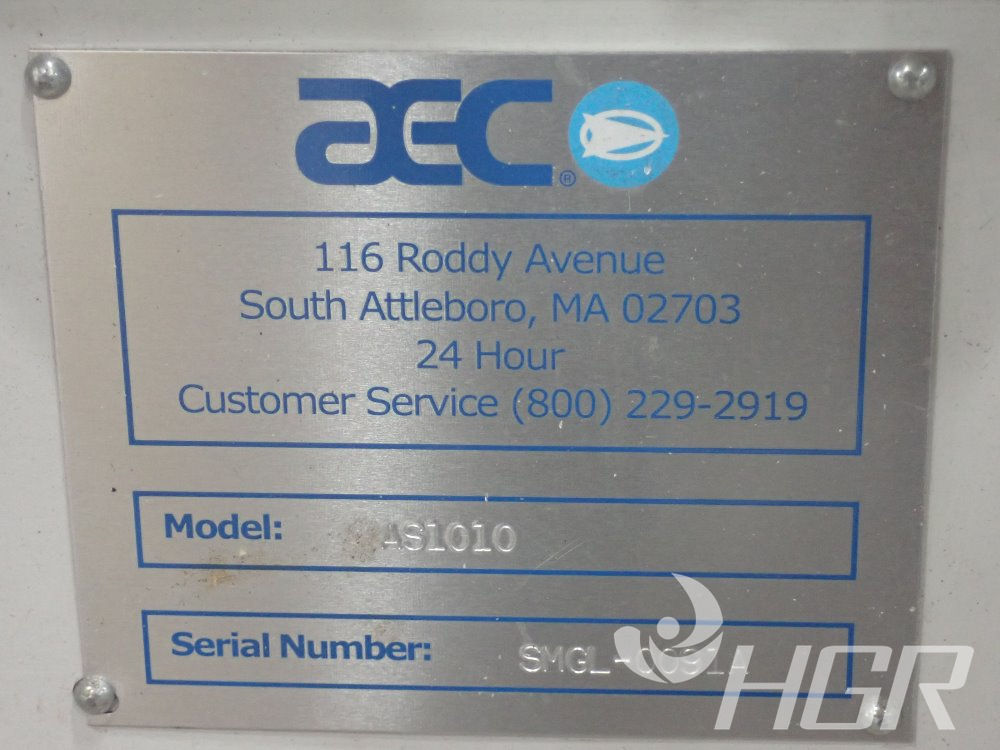 AEC®
116 Roddy Avenue
South Attleboro, MA 02703
24 Hour
Customer Service (800) 229-2919
Model: AS1010
Serial Number:
HGR